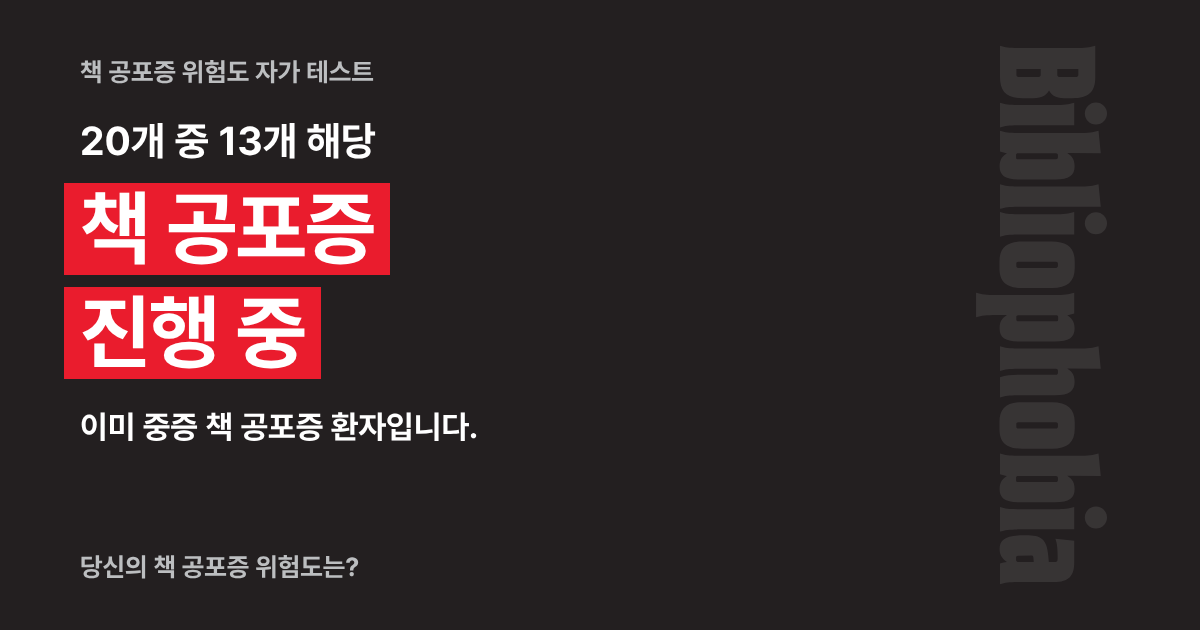 책 공포증 위험도 자가 테스트
20개 중 13개 해당
책 공포증
진행 중
이미 중증 책 공포증 환자입니다.
당신의 책 공포증 위험도는?
Bibliophobia